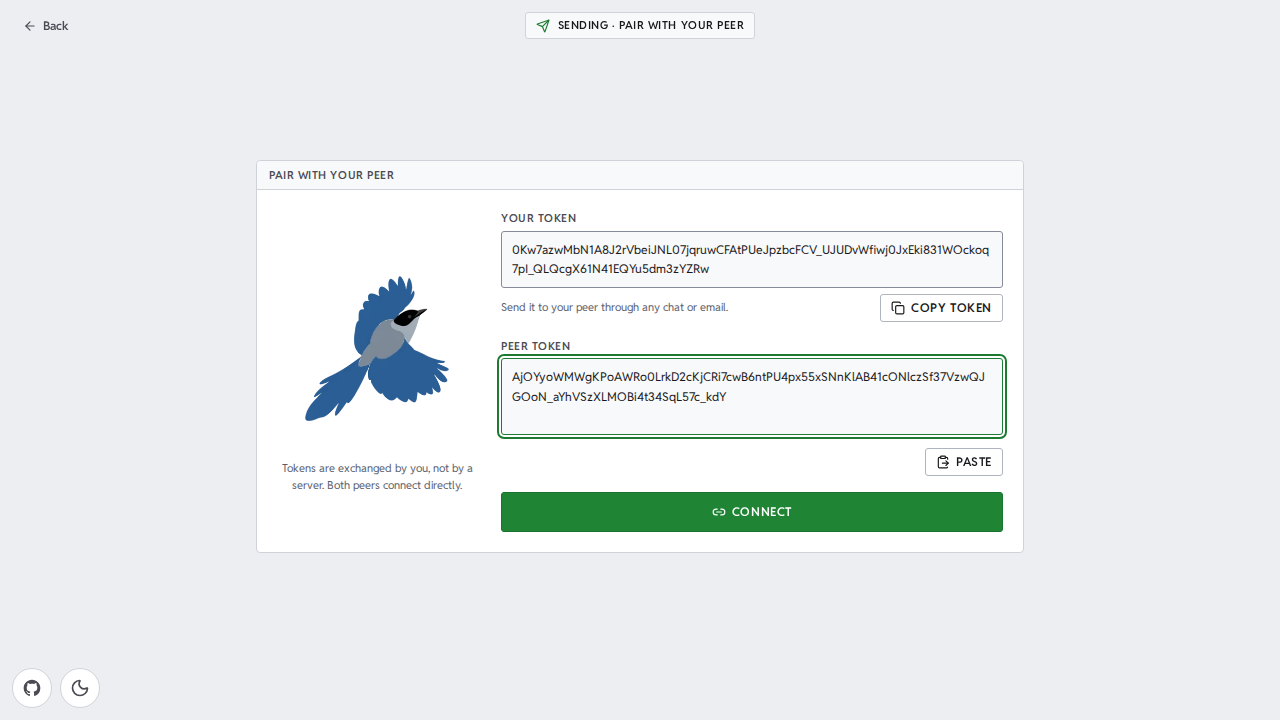 Back
SENDING · PAIR WITH YOUR PEER
PAIR WITH YOUR PEER
YOUR TOKEN
0Kw7azwMbN1A8J2rVbeiJNL07jqruwCFAtPUeJpzbcFCV_UJUDvWfiwj0JxEki831WOckoq
7pI_QLQcgX61N41EQYu5dm3zYZRw
Send it to your peer through any chat or email.
COPY TOKEN
PEER TOKEN
AjOYyoWMWgKPoAWRo0LrkD2cKjCRi7cwB6ntPU4px55xSNnKlAB41cONlczSf37VzwQJ
GOoN_aYhVSzXLMOBi4t34SqL57c_kdY
PASTE
Tokens are exchanged by you, not by a
server. Both peers connect directly.
CONNECT